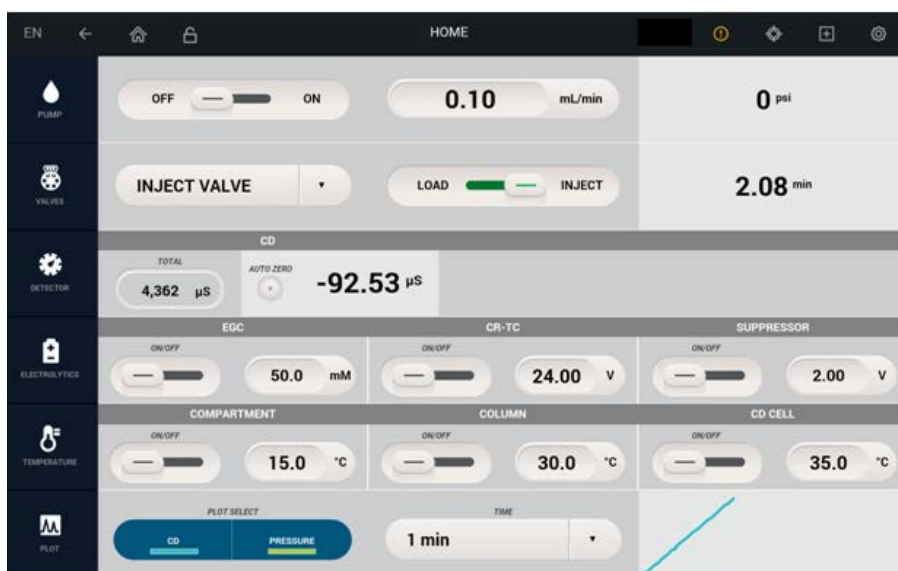 EN HOME
PUMP OFF ON 0.10 mL/min 0 psi
VALVES INJECT VALVE LOAD INJECT 2.08 min
CD
DETECTOR TOTAL 4,362 µS AUTO ZERO -92.53 µS
EGC CR-TC SUPPRESSOR
ON/OFF ON/OFF ON/OFF
ELECTROLYTICS 50.0 mM 24.00 V 2.00 V
COMPARTMENT COLUMN CD CELL
ON/OFF ON/OFF ON/OFF
TEMPERATURE 15.0 °C 30.0 °C 35.0 °C
PLOT SELECT TIME
PLOT CD PRESSURE 1 min